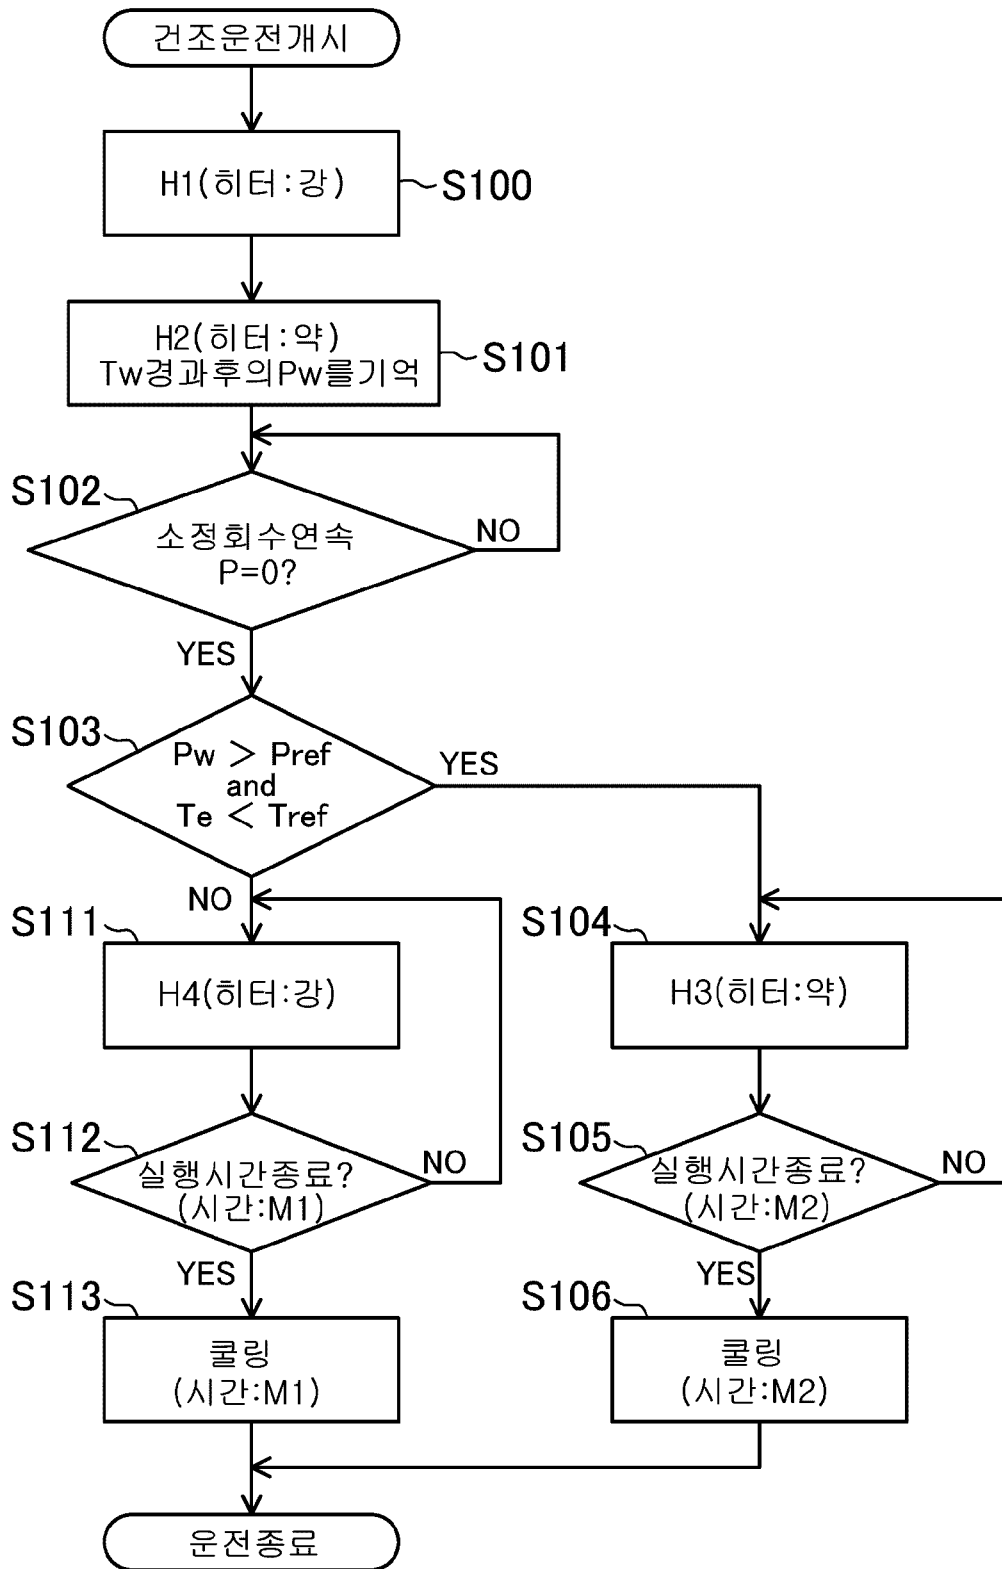 건조운전개시
H1(히터:강)
S100
H2(히터:약)
Tw경과후의Pw를기억
S101
S102
소정회수연속
P=0?
NO
YES
S103
Pw > Pref
and
Te < Tref
YES
NO
S111
H4(히터:강)
S104
H3(히터:약)
S112
실행시간종료?
(시간:M1)
NO
S105
실행시간종료?
(시간:M2)
NO
YES
YES
S113
쿨링
(시간:M1)
S106
쿨링
(시간:M2)
운전종료